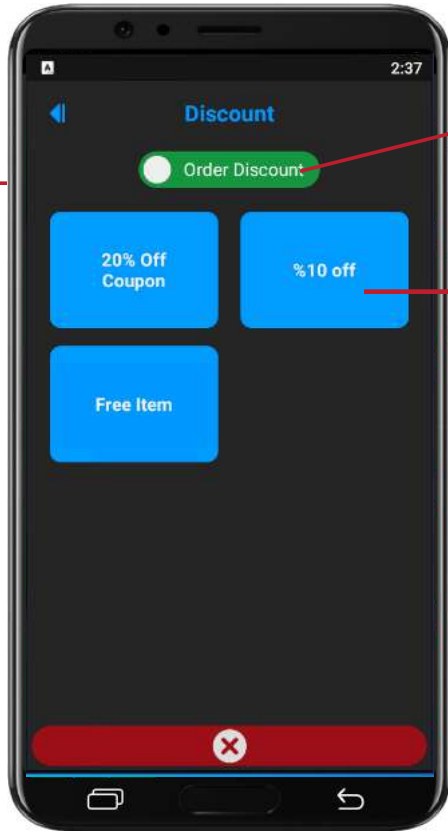 A
2:37
Discount
Order Discount
20% Off
Coupon
%10 off
Free Item